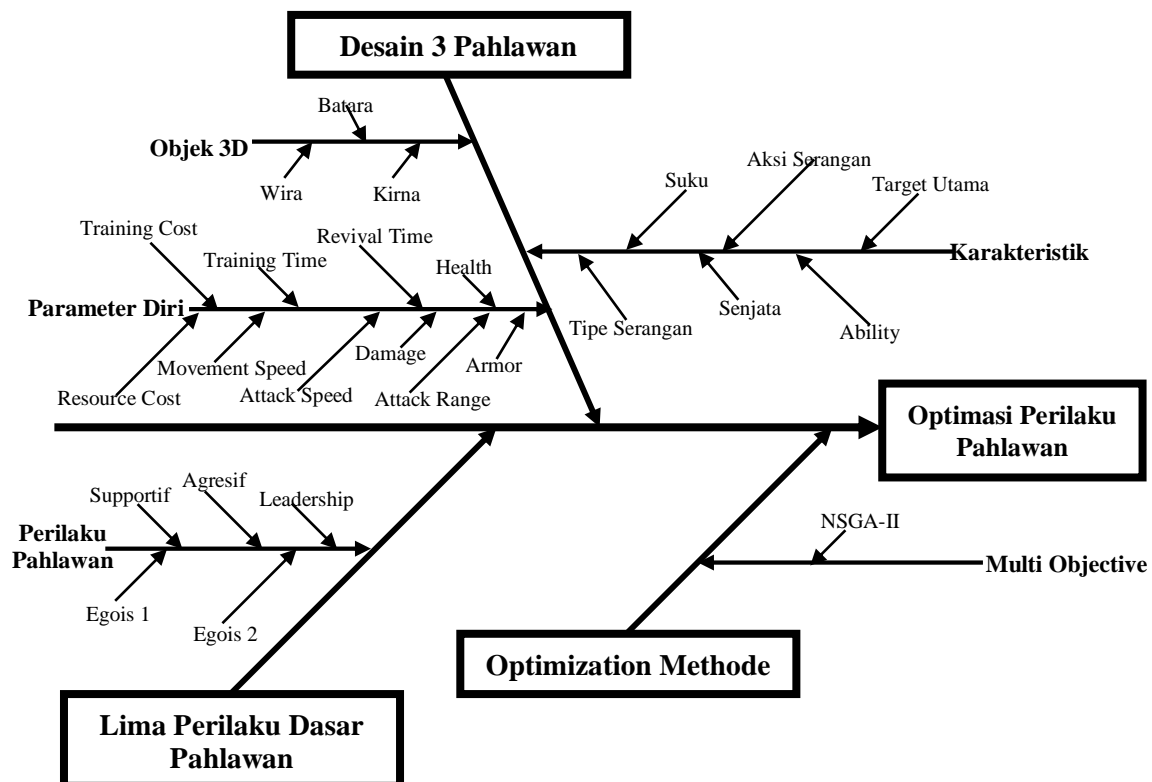 Desain 3 Pahlawan
Batara
Objek 3D
Wira
Kirna
Aksi Serangan
Suku
Target Utama
Training Cost
Revival Time
Training Time
Health
Karakteristik
Parameter Diri
Senjata
Tipe Serangan
Ability
Damage
Armor
Movement Speed
Attack Speed
Attack Range
Resource Cost
Optimasi Perilaku
Pahlawan
Agresif
Supportif
Leadership
NSGA-II
Perilaku
Pahlawan
Multi Objective
Egois 1
Egois 2
Optimization Methode
Lima Perilaku Dasar
Pahlawan